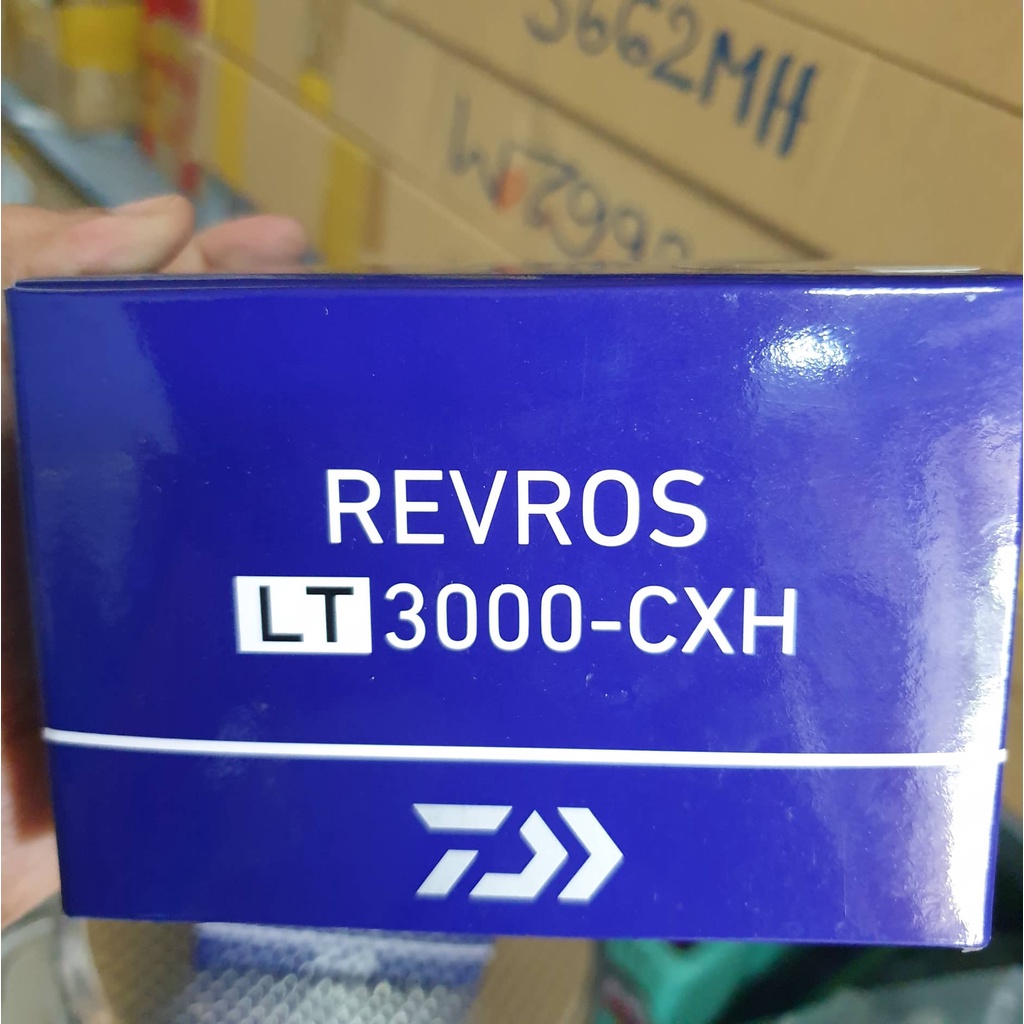 3662MH
REVROS
LT 3000-CXH